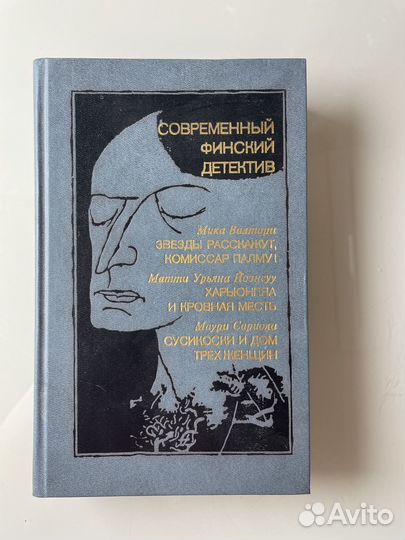 СОВРЕМЕННЫЙ
ФИНСКИЙ
ДЕТЕКТИВ
Мика Валтари
ЗВЕЗДЫ РАССКАЖУТ,
КОМИССАР ПАЛМУ!
Матти Урьяна Йоэнсуу
ХАРЬЮНПЯА
И КРОВНАЯ МЕСТЬ
Маури Сариола
СУСИКОСКИ И ДОМ
ТРЕХ ЖЕНЩИН
Avito